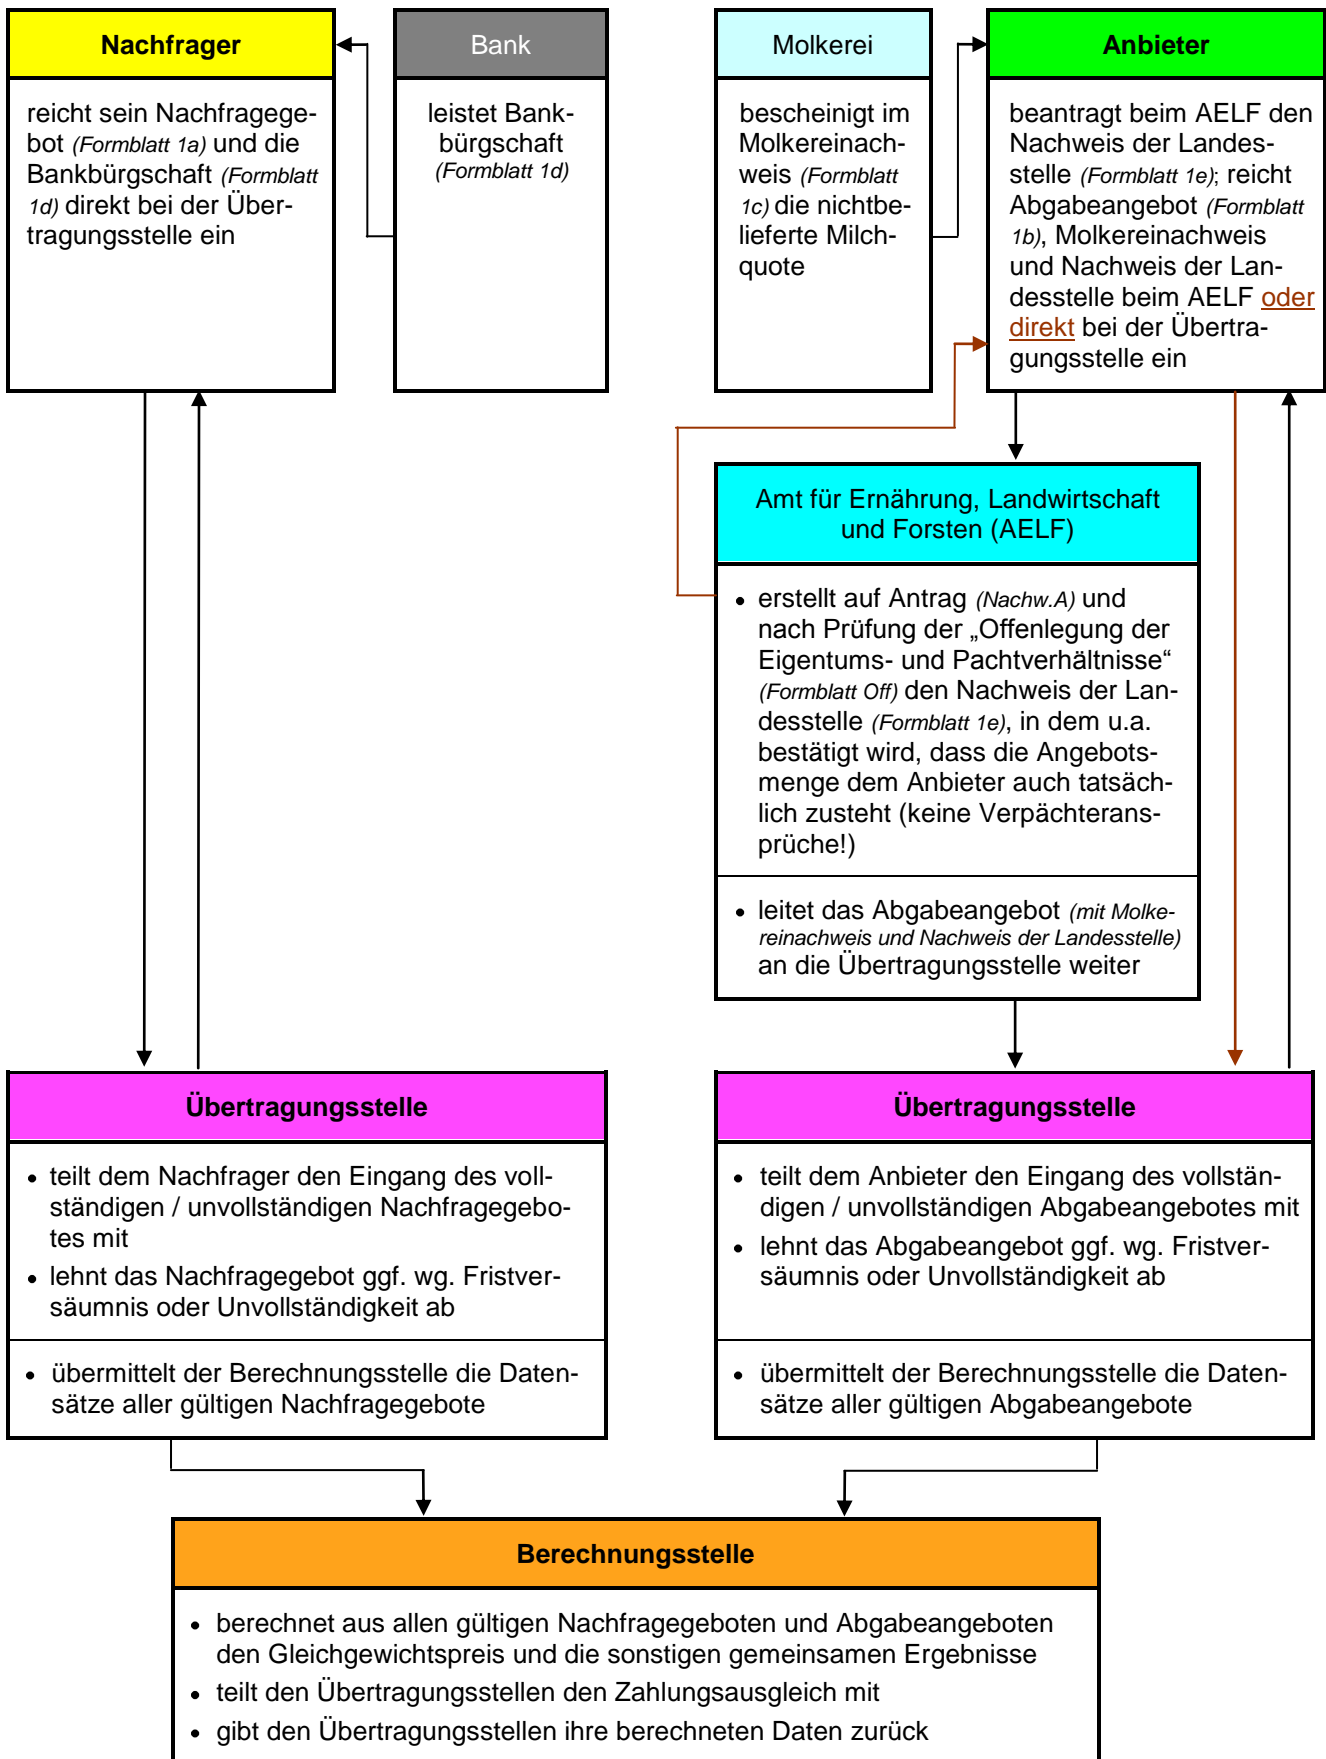 Nachfrager
reicht sein Nachfragege-
bot (Formblatt 1a) und die
Bankbürgschaft (Formblatt
1d) direkt bei der Über-
tragungsstelle ein
Bank
leistet Bank-
bürgschaft
(Formblatt 1d)
Molkerei
bescheinigt im
Molkereinach-
weis (Formblatt
1c) die nichtbe-
lieferte Milch-
quote
Anbieter
beantragt beim AELF den
Nachweis der Landes-
stelle (Formblatt 1e); reicht
Abgabeangebot (Formblatt
1b), Molkereinachweis
und Nachweis der Lan-
desstelle beim AELF oder
direkt bei der Übertra-
gungsstelle ein
Amt für Ernährung, Landwirtschaft
und Forsten (AELF)
• erstellt auf Antrag (Nachw.A) und
nach Prüfung der „Offenlegung der
Eigentums- und Pachtverhältnisse“
(Formblatt Off) den Nachweis der Lan-
desstelle (Formblatt 1e), in dem u.a.
bestätigt wird, dass die Angebots-
menge dem Anbieter auch tatsäch-
lich zusteht (keine Verpächteran-
sprüche!)
• leitet das Abgabeangebot (mit Molke-
reinachweis und Nachweis der Landesstelle)
an die Übertragungsstelle weiter
Übertragungsstelle
• teilt dem Nachfrager den Eingang des voll-
ständigen / unvollständigen Nachfragegebo-
tes mit
• lehnt das Nachfragegebot ggf. wg. Fristver-
säumnis oder Unvollständigkeit ab
• übermittelt der Berechnungsstelle die Daten-
sätze aller gültigen Nachfragegebote
Übertragungsstelle
• teilt dem Anbieter den Eingang des vollstän-
digen / unvollständigen Abgabeangebotes mit
• lehnt das Abgabeangebot ggf. wg. Fristver-
säumnis oder Unvollständigkeit ab
• übermittelt der Berechnungsstelle die Daten-
sätze aller gültigen Abgabeangebote
Berechnungsstelle
• berechnet aus allen gültigen Nachfragegeboten und Abgabeangeboten
den Gleichgewichtspreis und die sonstigen gemeinsamen Ergebnisse
• teilt den Übertragungsstellen den Zahlungsausgleich mit
• gibt den Übertragungsstellen ihre berechneten Daten zurück